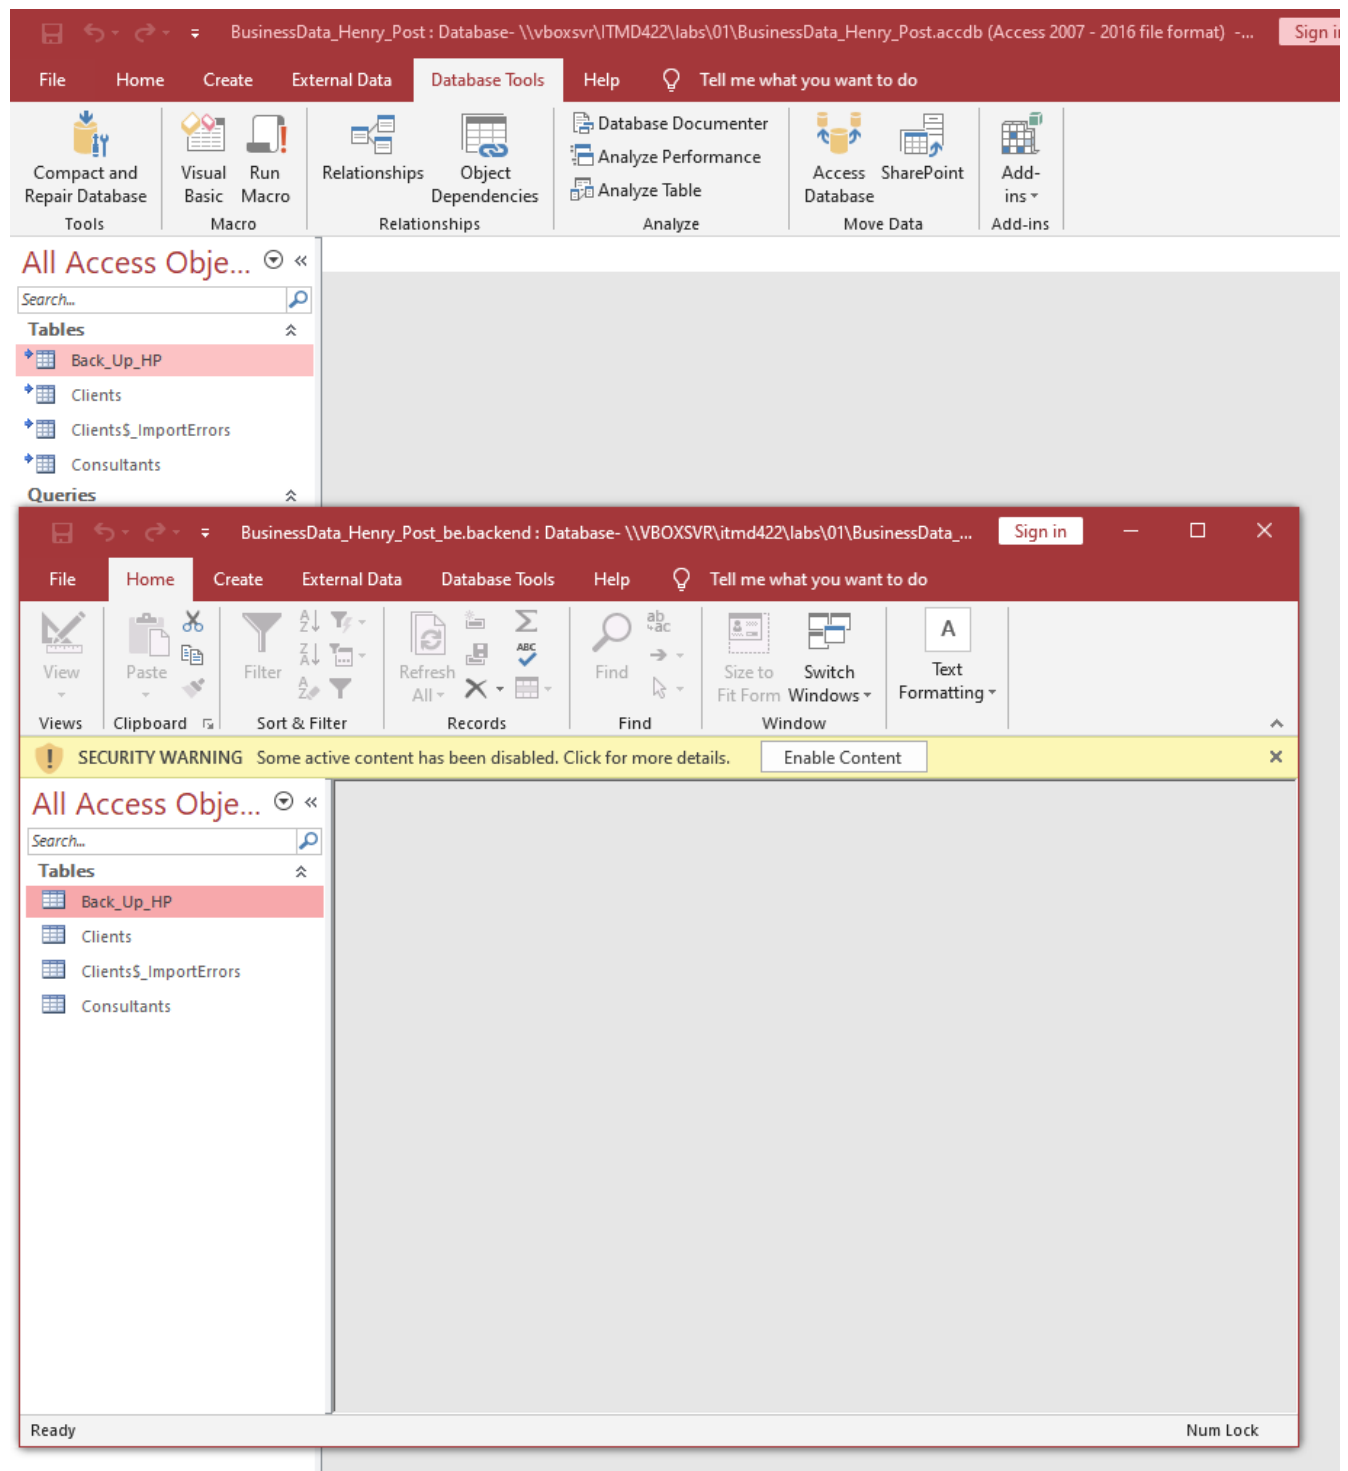 BusinessData_Henry_Post : Database- \\vboxsvr\ITMD422\labs\01\BusinessData_Henry_Post.accdb (Access 2007 - 2016 file format) -... Sign i
File Home Create External Data Database Tools Help Tell me what you want to do
Compact and Repair Database
Visual Basic
Run Macro
Relationships
Object Dependencies
Database Documenter
Analyze Performance
Analyze Table
Access Database
SharePoint
Add-ins
Tools Macro Relationships Analyze Move Data Add-ins
All Access Obje... «
Search...
Tables
Back_Up_HP
Clients
Clients$_ImportErrors
Consultants
Queries
BusinessData_Henry_Post_be.backend : Database- \\VBOXSVR\itmd422\labs\01\BusinessData_... Sign in
File Home Create External Data Database Tools Help Tell me what you want to do
View
Paste
Filter
Refresh All
Find
ab
ac
ABC
Size to Fit Form
Switch Windows
A
Text Formatting
Views Clipboard Sort & Filter Records Find Window
SECURITY WARNING Some active content has been disabled. Click for more details. Enable Content
All Access Obje... «
Search...
Tables
Back_Up_HP
Clients
Clients$_ImportErrors
Consultants
Ready Num Lock